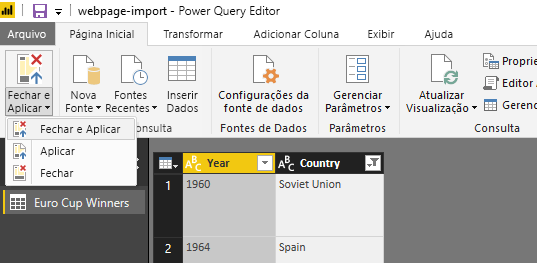 webpage-import - Power Query Editor
Arquivo Página Inicial Transformar Adicionar Coluna Exibir Ajuda
Fechar e Aplicar
Nova Fonte
Fontes Recentes
Inserir Dados
Configurações da fonte de dados
Gerenciar Parâmetros
Atualizar Visualização
Proprie
Editor
Gerenc
Fontes de Dados Parâmetros Consulta
Fechar e Aplicar
Aplicar
Fechar
Euro Cup Winners
ABC Year ABC Country
1 1960 Soviet Union
2 1964 Spain